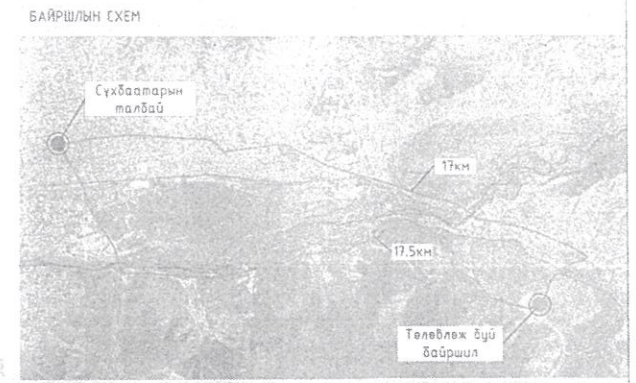 БАЙРШЛЫН СХЕМ
Сүхбаатарын
талбай
17км
17.5км
Төлөвлөж буй
байршил